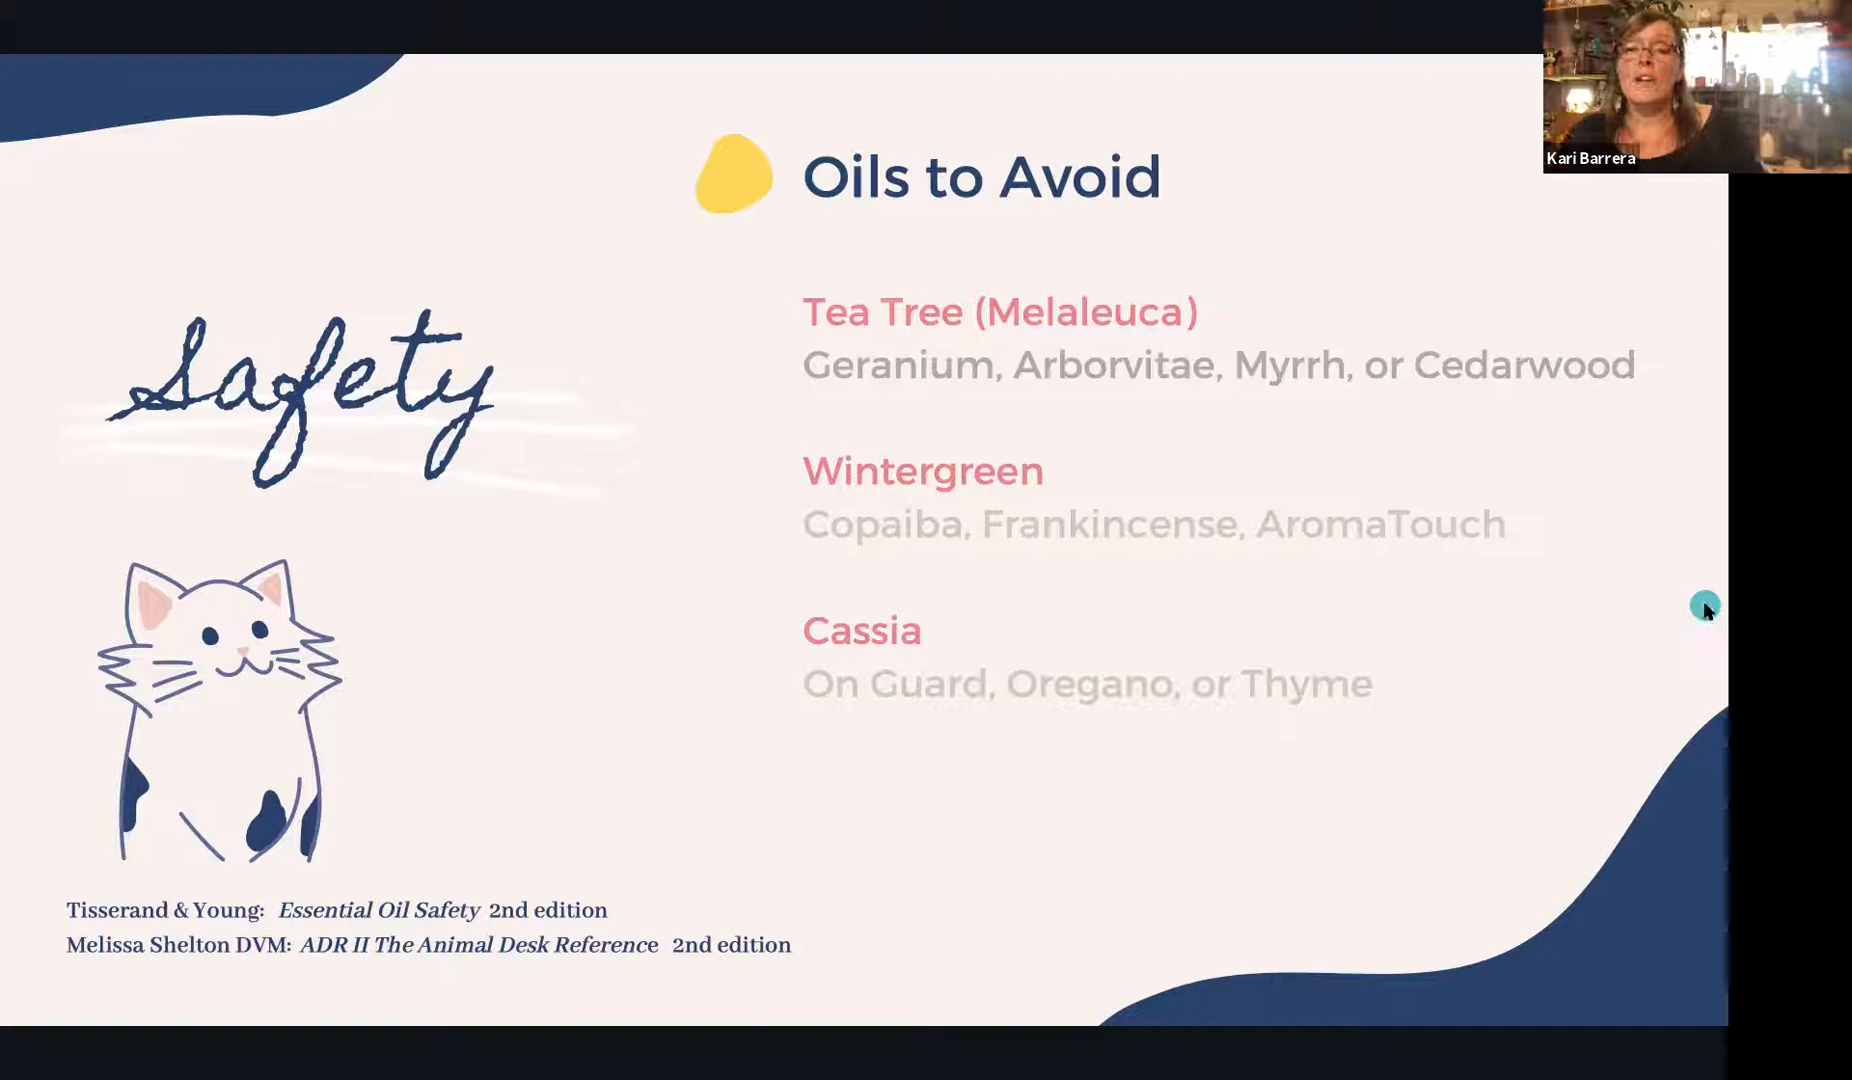 Kari Barrera
Oils to Avoid
Safety
Tea Tree (Melaleuca)
Geranium, Arborvitae, Myrrh, or Cedarwood
Wintergreen
Copaiba, Frankincense, AromaTouch
Cassia
On Guard, Oregano, or Thyme
Tisserand & Young: Essential Oil Safety 2nd edition
Melissa Shelton DVM: ADR II The Animal Desk Reference 2nd edition